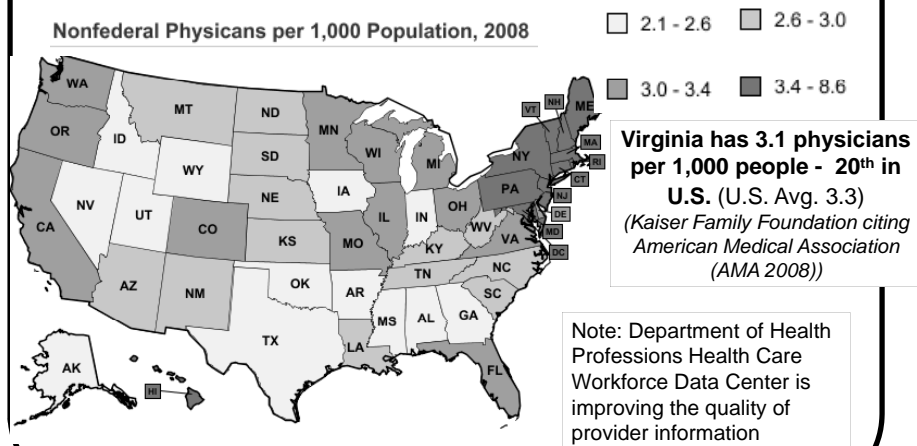 Nonfederal Physicans per 1,000 Population, 2008
2.1 - 2.6
2.6 - 3.0
3.0 - 3.4
3.4 - 8.6
WA
OR
CA
ID
NV
MT
WY
UT
AZ
CO
NM
ND
SD
NE
KS
OK
TX
MN
IA
MO
AR
LA
WI
IL
MI
IN
OH
KY
TN
MS
AL
GA
FL
SC
NC
VA
WV
PA
NY
VT
NH
ME
MA
RI
CT
NJ
DE
MD
DC
AK
HI
Virginia has 3.1 physicians
per 1,000 people - 20th in
U.S. (U.S. Avg. 3.3)
(Kaiser Family Foundation citing
American Medical Association
(AMA 2008))
Note: Department of Health
Professions Health Care
Workforce Data Center is
improving the quality of
provider information